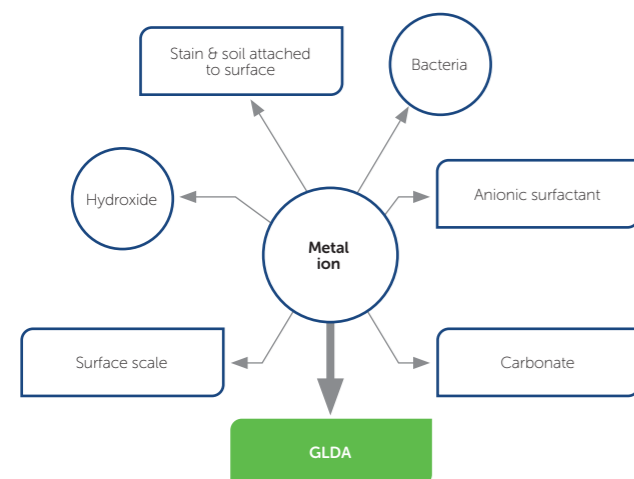 Stain & soil attached
to surface
Bacteria
Hydroxide
Anionic surfactant
Metal
ion
Surface scale
Carbonate
GLDA